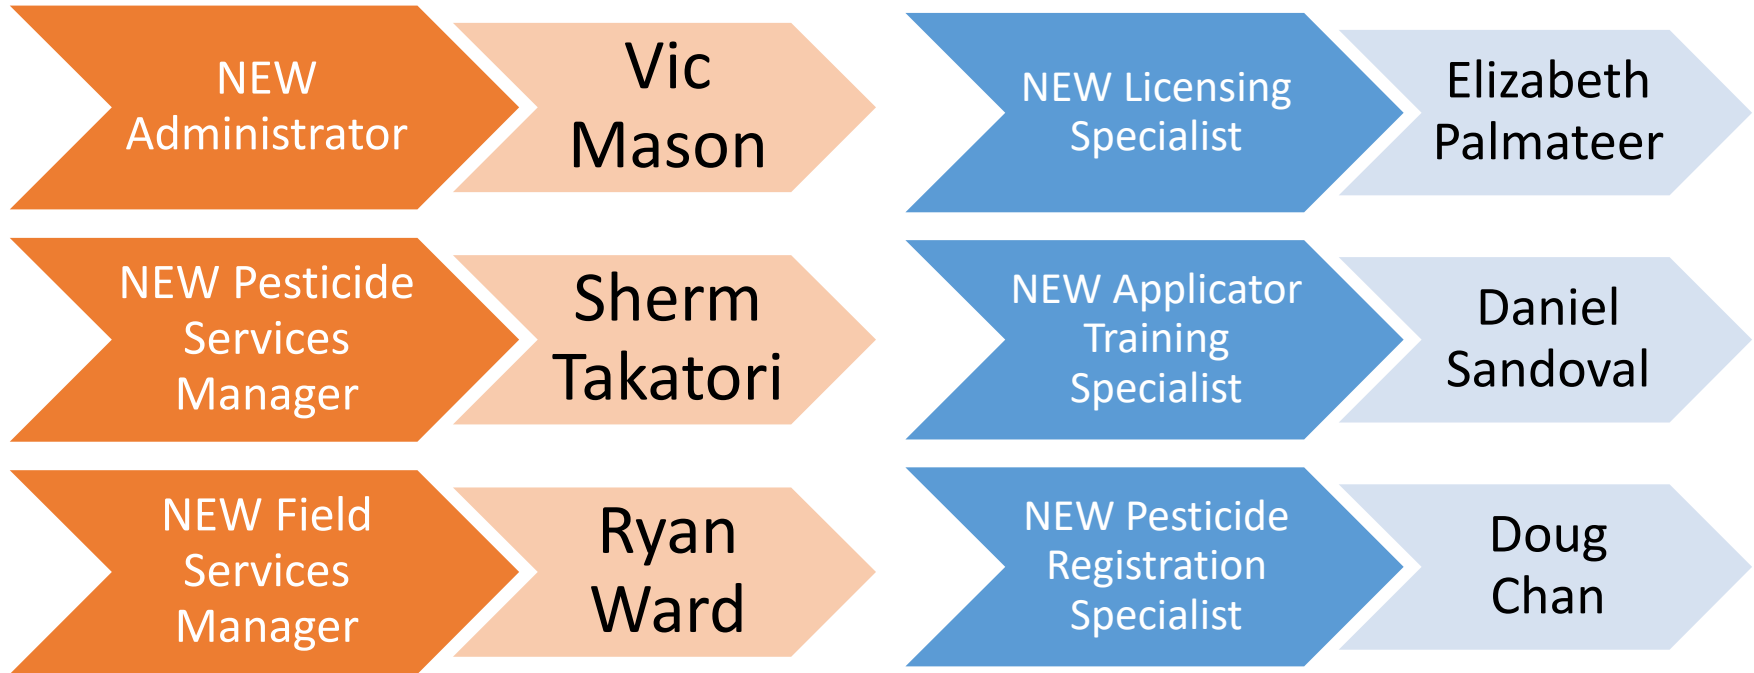 NEW
Administrator
Vic
Mason
NEW Pesticide
Services
Manager
Sherm
Takatori
NEW Field
Services
Manager
Ryan
Ward
NEW Licensing
Specialist
Elizabeth
Palmateer
NEW Applicator
Training
Specialist
Daniel
Sandoval
NEW Pesticide
Registration
Specialist
Doug
Chan